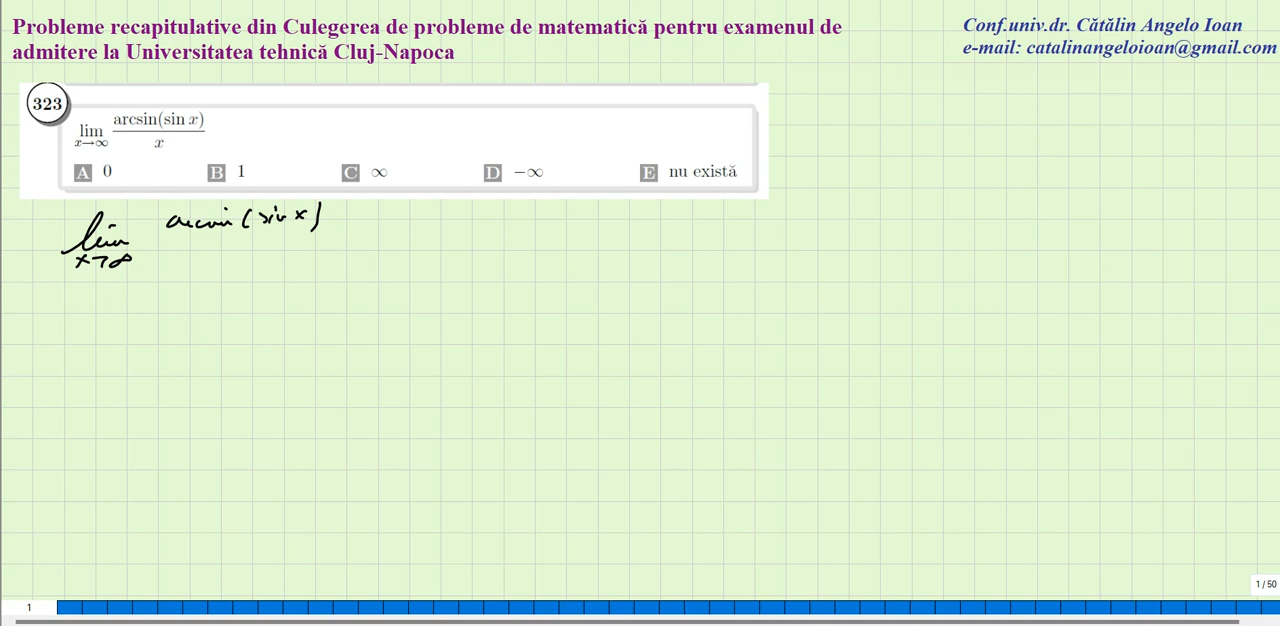 Probleme recapitulative din Culegerea de probleme de matematică pentru examenul de
admitere la Universitatea tehnică Cluj-Napoca
Conf.univ.dr. Cătălin Angelo Ioan
e-mail: catalinangeloioan@gmail.com
323
lim x→∞ arcsin(sin x) / x
A 0 B 1 C ∞ D −∞ E nu există
lim x→∞ arcsin(sin x)
1 / 50
1